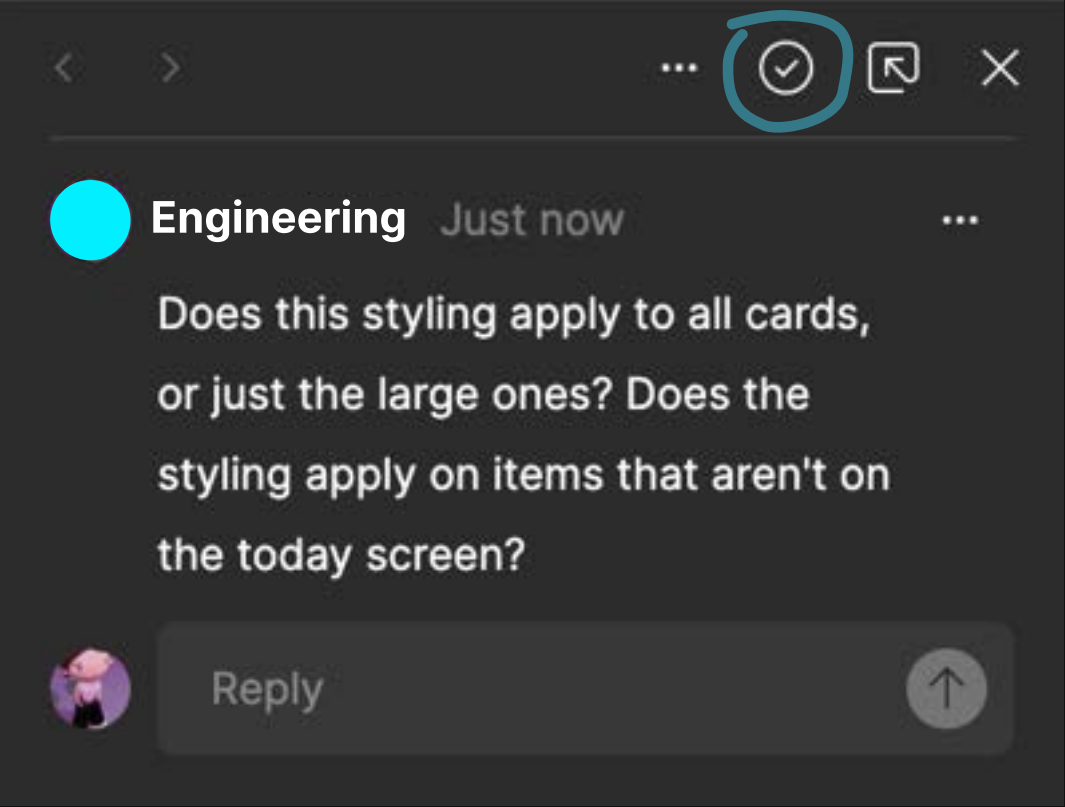 Engineering Just now
Does this styling apply to all cards,
or just the large ones? Does the
styling apply on items that aren't on
the today screen?
Reply